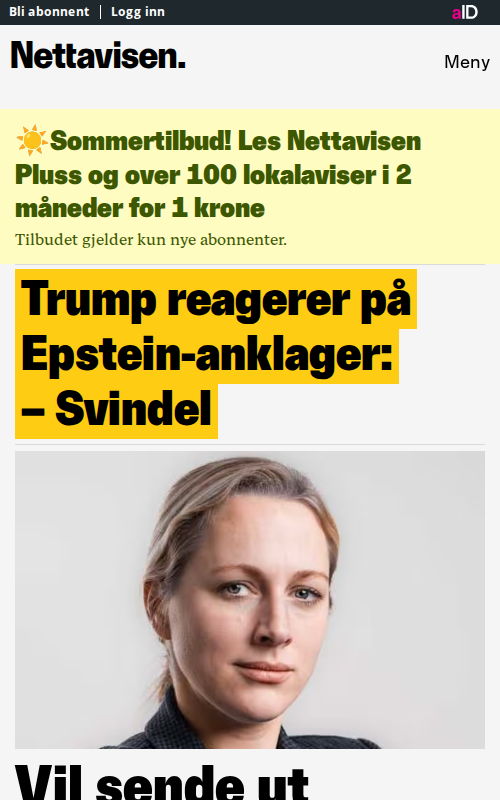 Bli abonnent | Logg inn
aID
Nettavisen.
Meny
Sommertilbud! Les Nettavisen
Pluss og over 100 lokalaviser i 2
måneder for 1 krone
Tilbudet gjelder kun nye abonnenter.
Trump reagerer på
Epstein-anklager:
– Svindel
Vil sende ut